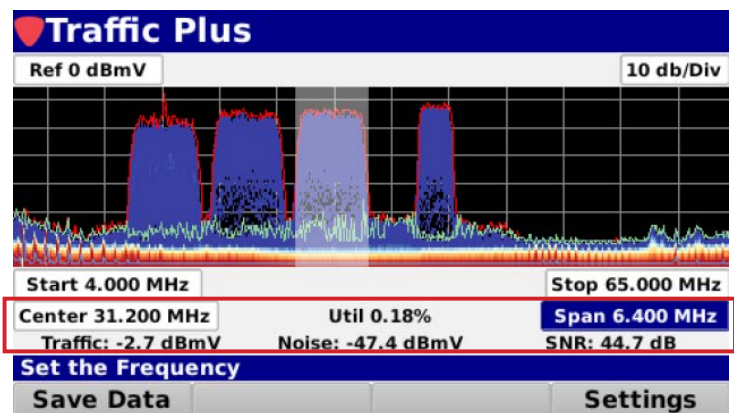 Traffic Plus
Ref 0 dBmV 10 db/Div
Start 4.000 MHz Stop 65.000 MHz
Center 31.200 MHz Util 0.18% Span 6.400 MHz
Traffic: -2.7 dBmV Noise: -47.4 dBmV SNR: 44.7 dB
Set the Frequency
Save Data Settings